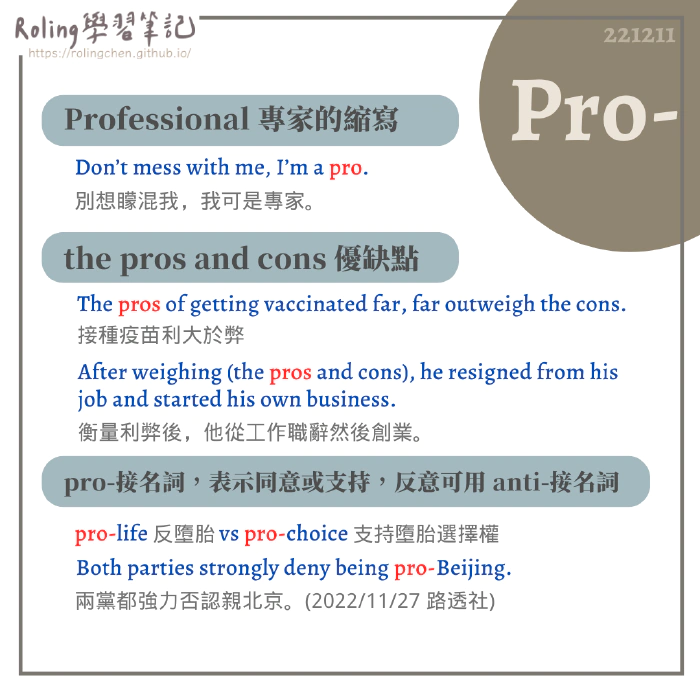 Roling學習筆記
https://rolingchen.github.io/
221211
Pro-
Professional 專家的縮寫
Don't mess with me, I'm a pro.
別想矇混我，我可是專家。
the pros and cons 優缺點
The pros of getting vaccinated far, far outweigh the cons.
接種疫苗利大於弊
After weighing (the pros and cons), he resigned from his
job and started his own business.
衡量利弊後，他從工作職辭然後創業。
pro-接名詞，表示同意或支持，反意可用 anti-接名詞
pro-life 反墮胎 vs pro-choice 支持墮胎選擇權
Both parties strongly deny being pro-Beijing.
兩黨都強力否認親北京。(2022/11/27 路透社)